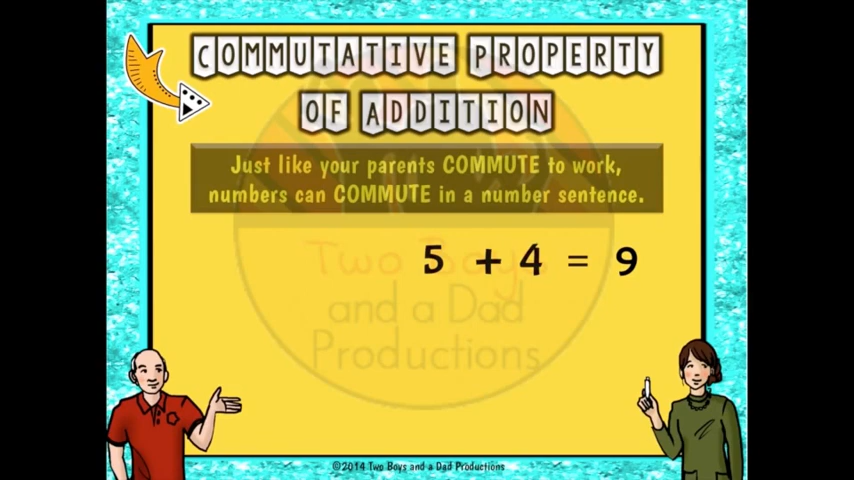 COMMUTATIVE PROPERTY
OF ADDITION
Just like your parents COMMUTE to work,
numbers can COMMUTE in a number sentence.
5 + 4 = 9
Two Boys
and a Dad
Productions
©2014 Two Boys and a Dad Productions